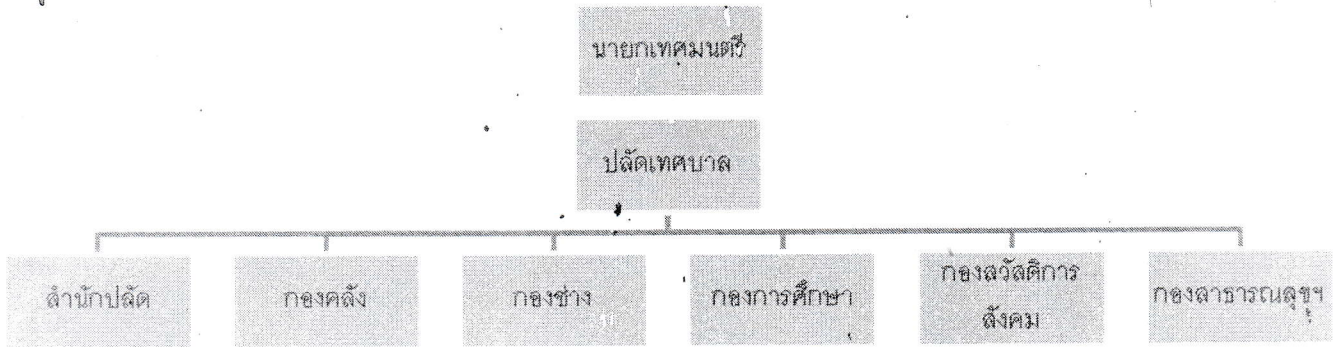 นายกเทศมนตรี
ปลัดเทศบาล
สำนักปลัด
กองคลัง
กองช่าง
กองการศึกษา
กองสวัสดิการ
สังคม
กองสาธารณสุขฯ